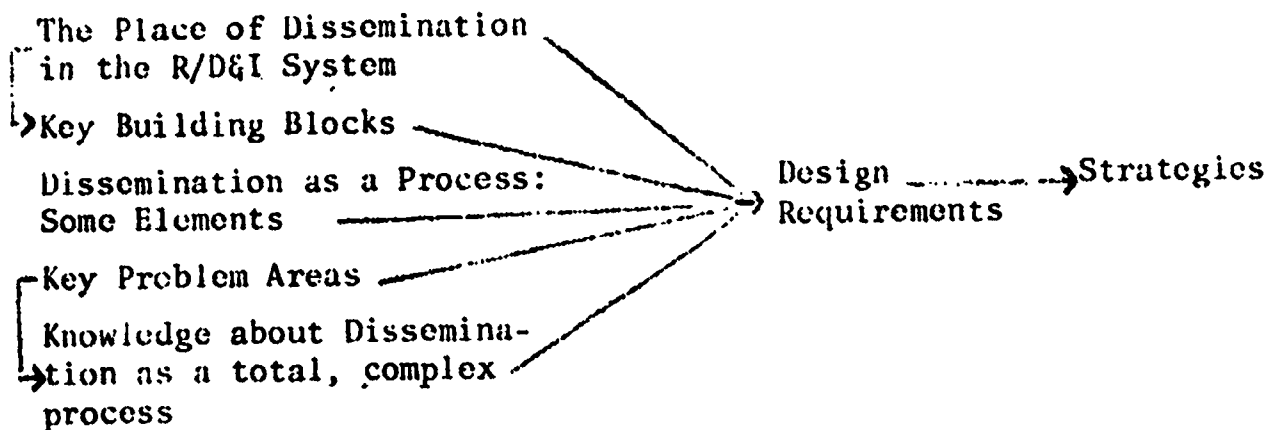 The Place of Dissemination
in the R/D&I System
Key Building Blocks
Dissemination as a Process:
Some Elements
Key Problem Areas
Knowledge about Dissemina-
tion as a total, complex
process
Design
Requirements
Strategies